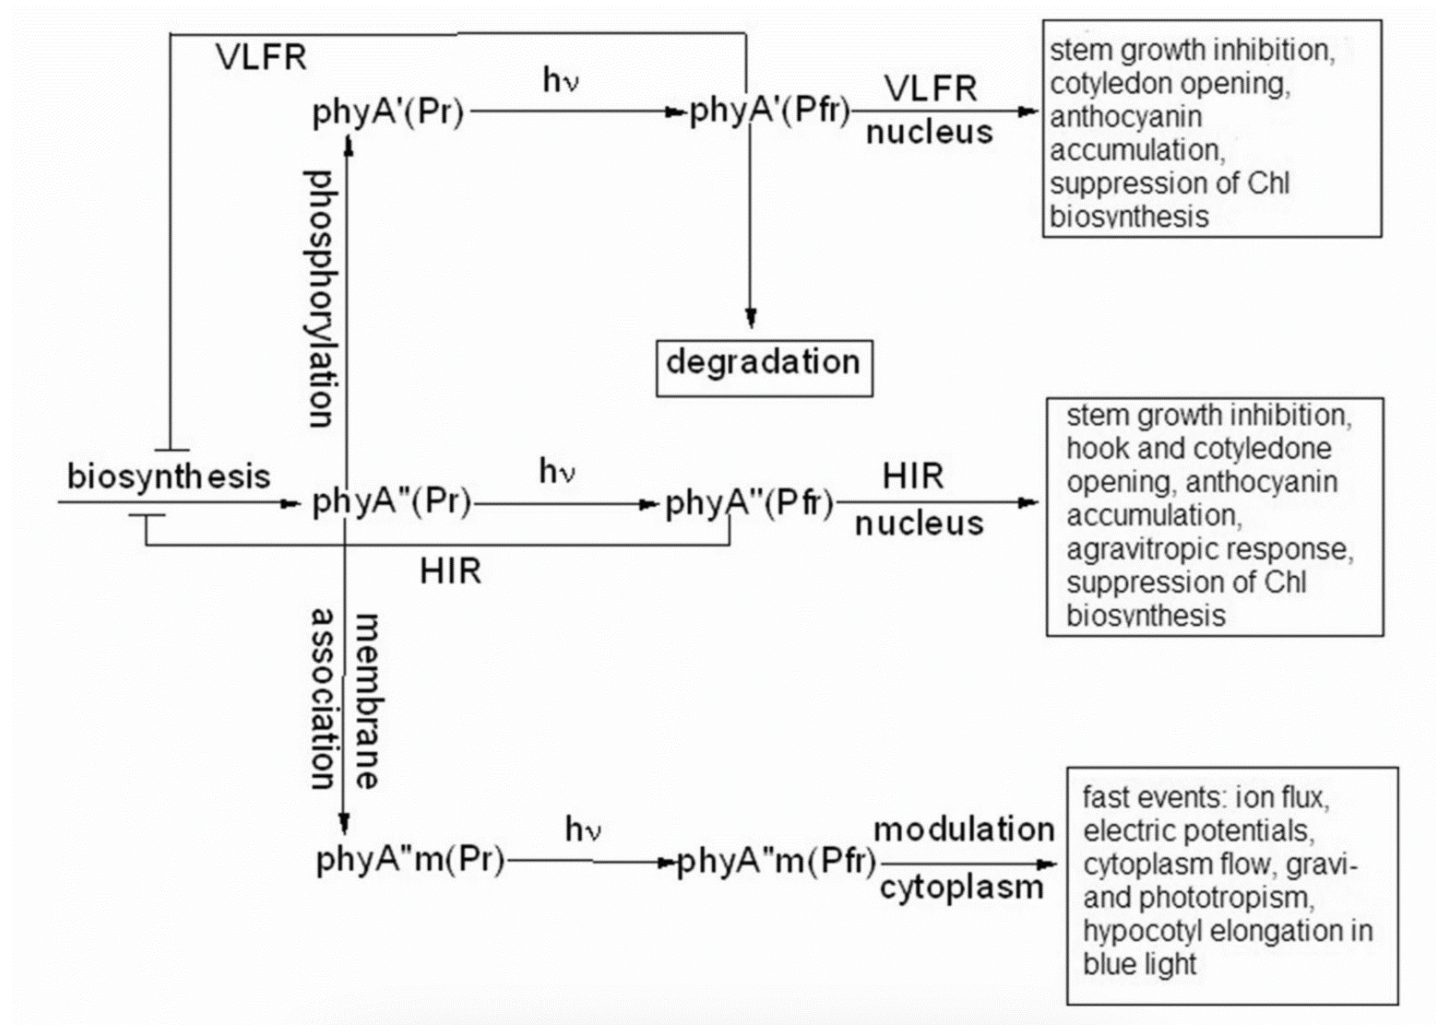 VLFR
hν
phyA'(Pr)
phyA'(Pfr)
VLFR
nucleus
stem growth inhibition,
cotyledon opening,
anthocyanin
accumulation,
suppression of Chl
biosynthesis
phosphorylation
degradation
biosynthesis
phyA"(Pr)
hν
phyA"(Pfr)
HIR
nucleus
HIR
stem growth inhibition,
hook and cotyledone
opening, anthocyanin
accumulation,
agravitropic response,
suppression of Chl
biosynthesis
membrane
association
phyA"m(Pr)
hν
phyA"m(Pfr)
modulation
cytoplasm
fast events: ion flux,
electric potentials,
cytoplasm flow, gravi-
and phototropism,
hypocotyl elongation in
blue light